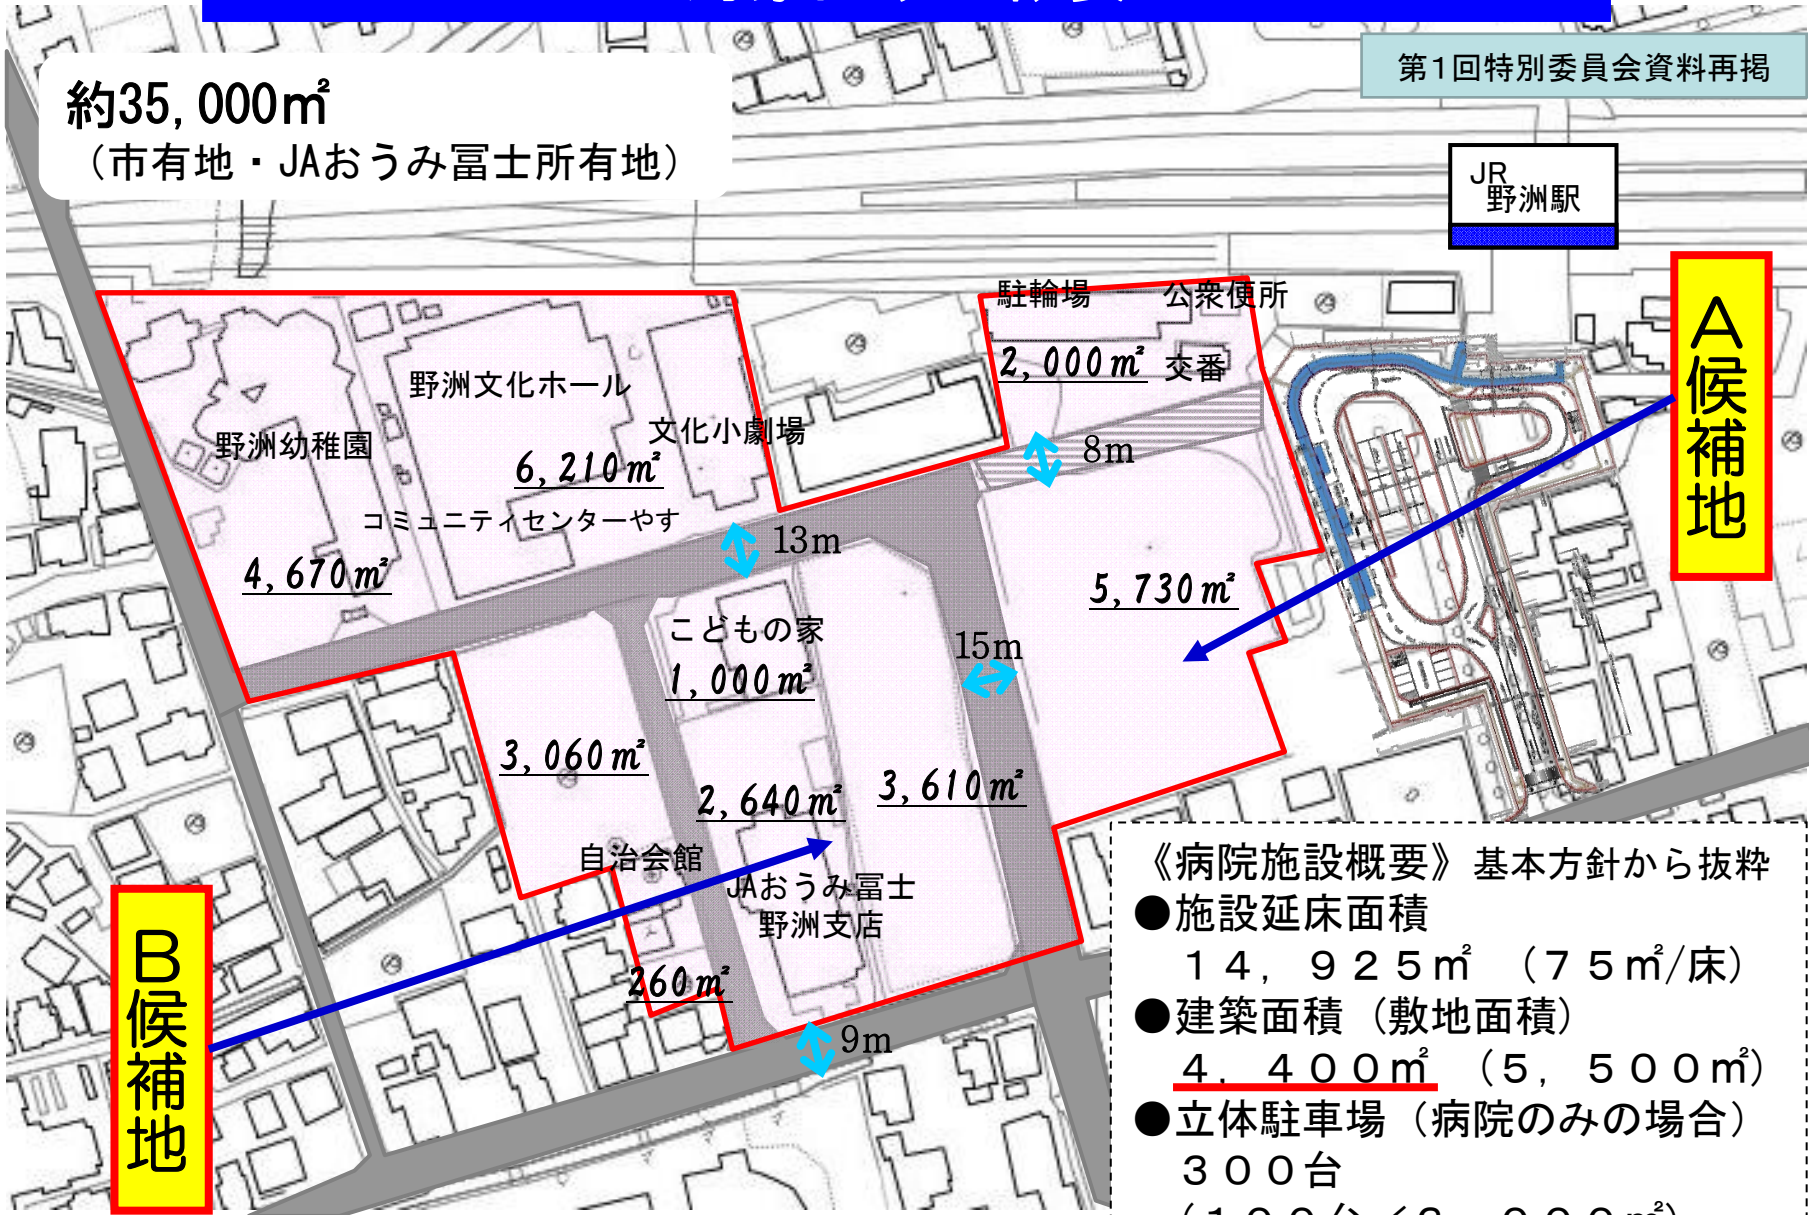 第1回特別委員会資料再掲
約35,000㎡
（市有地・JAおうみ冨士所有地）
JR
野洲駅
A候補地
駐輪場
公衆便所
2,000㎡
交番
野洲文化ホール
文化小劇場
野洲幼稚園
6,210㎡
8m
コミュニティセンターやす
13m
4,670㎡
5,730㎡
こどもの家
1,000㎡
15m
3,060㎡
2,640㎡
3,610㎡
自治会館
JAおうみ冨士
野洲支店
260㎡
9m
B候補地
《病院施設概要》基本方針から抜粋
●施設延床面積
１４，９２５㎡（７５㎡/床）
●建築面積（敷地面積）
４，４００㎡（５，５００㎡）
●立体駐車場（病院のみの場合）
３００台